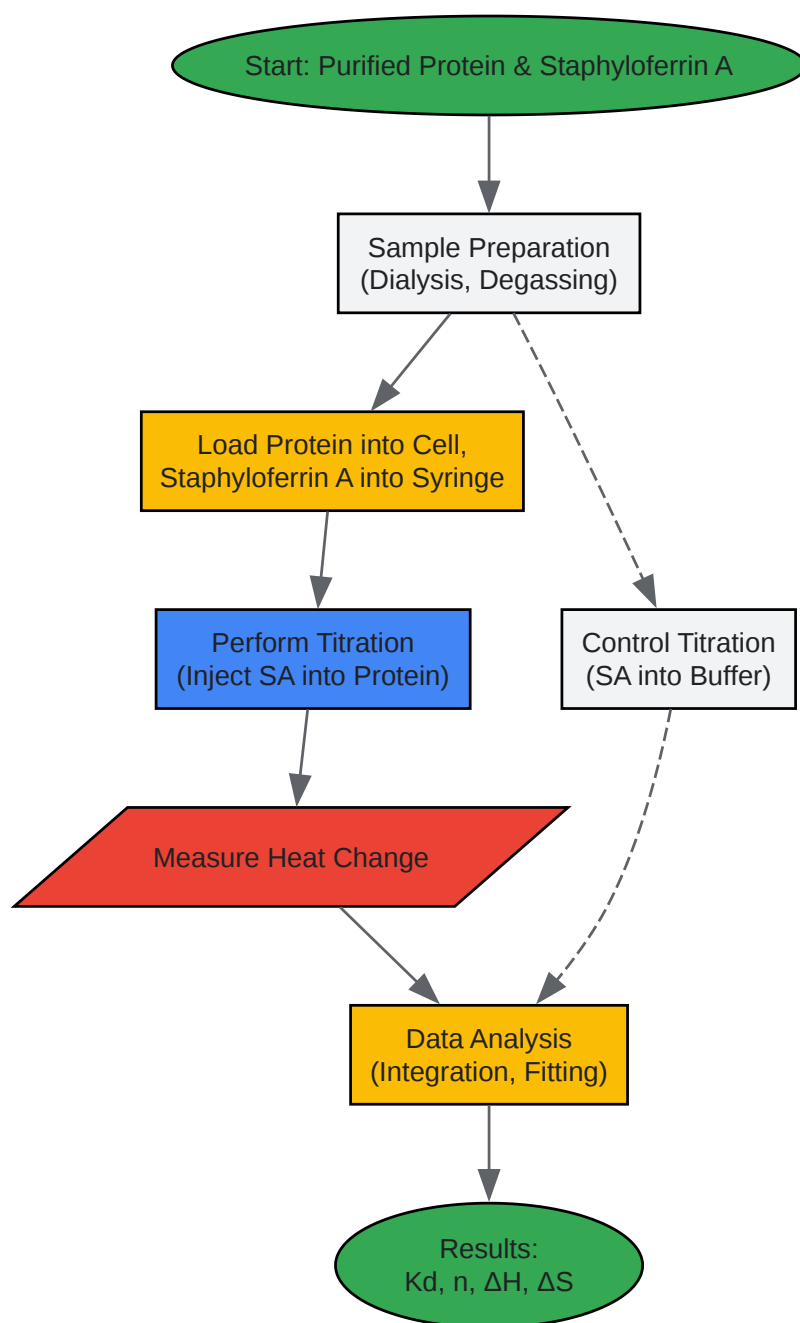 Start: Purified Protein & Staphyloferrin A
Sample Preparation
(Dialysis, Degassing)
Load Protein into Cell,
Staphyloferrin A into Syringe
Perform Titration
(Inject SA into Protein)
Control Titration
(SA into Buffer)
Measure Heat Change
Data Analysis
(Integration, Fitting)
Results:
Kd, n, ΔH, ΔS